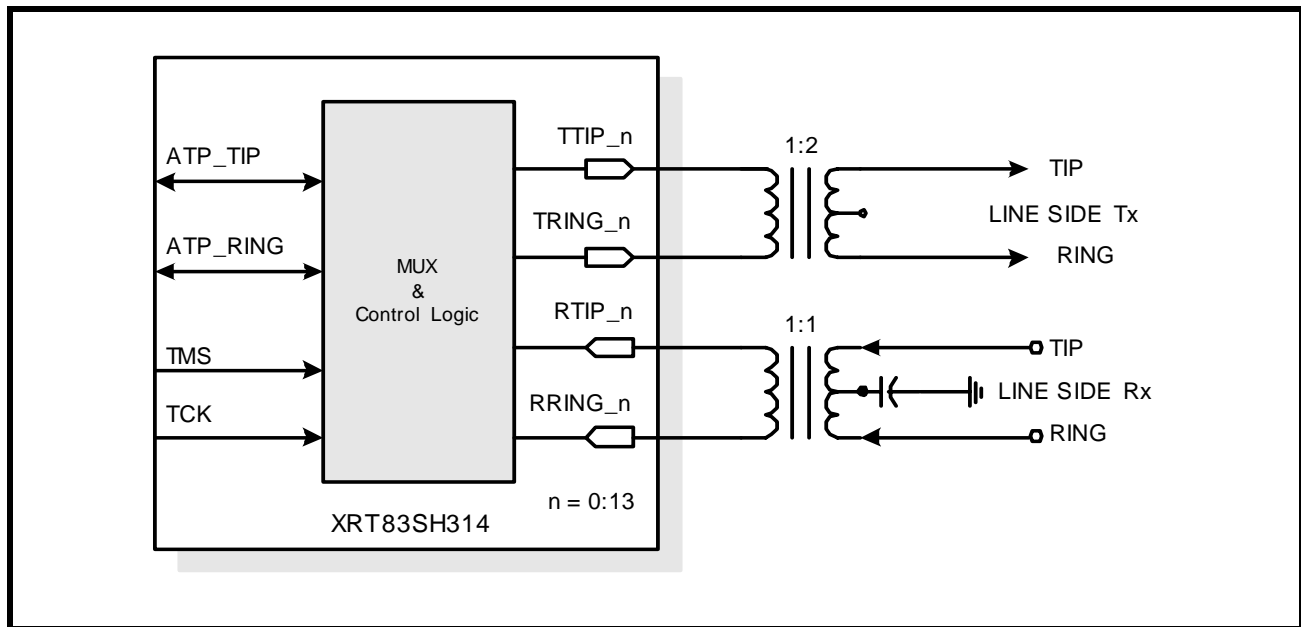 ATP_TIP
ATP_RING
TMS
TCK
MUX
&
Control Logic
TTIP_n
TRING_n
RTIP_n
RRING_n
n = 0:13
XRT83SH314
1:2
TIP
LINE SIDE Tx
RING
1:1
TIP
LINE SIDE Rx
RING